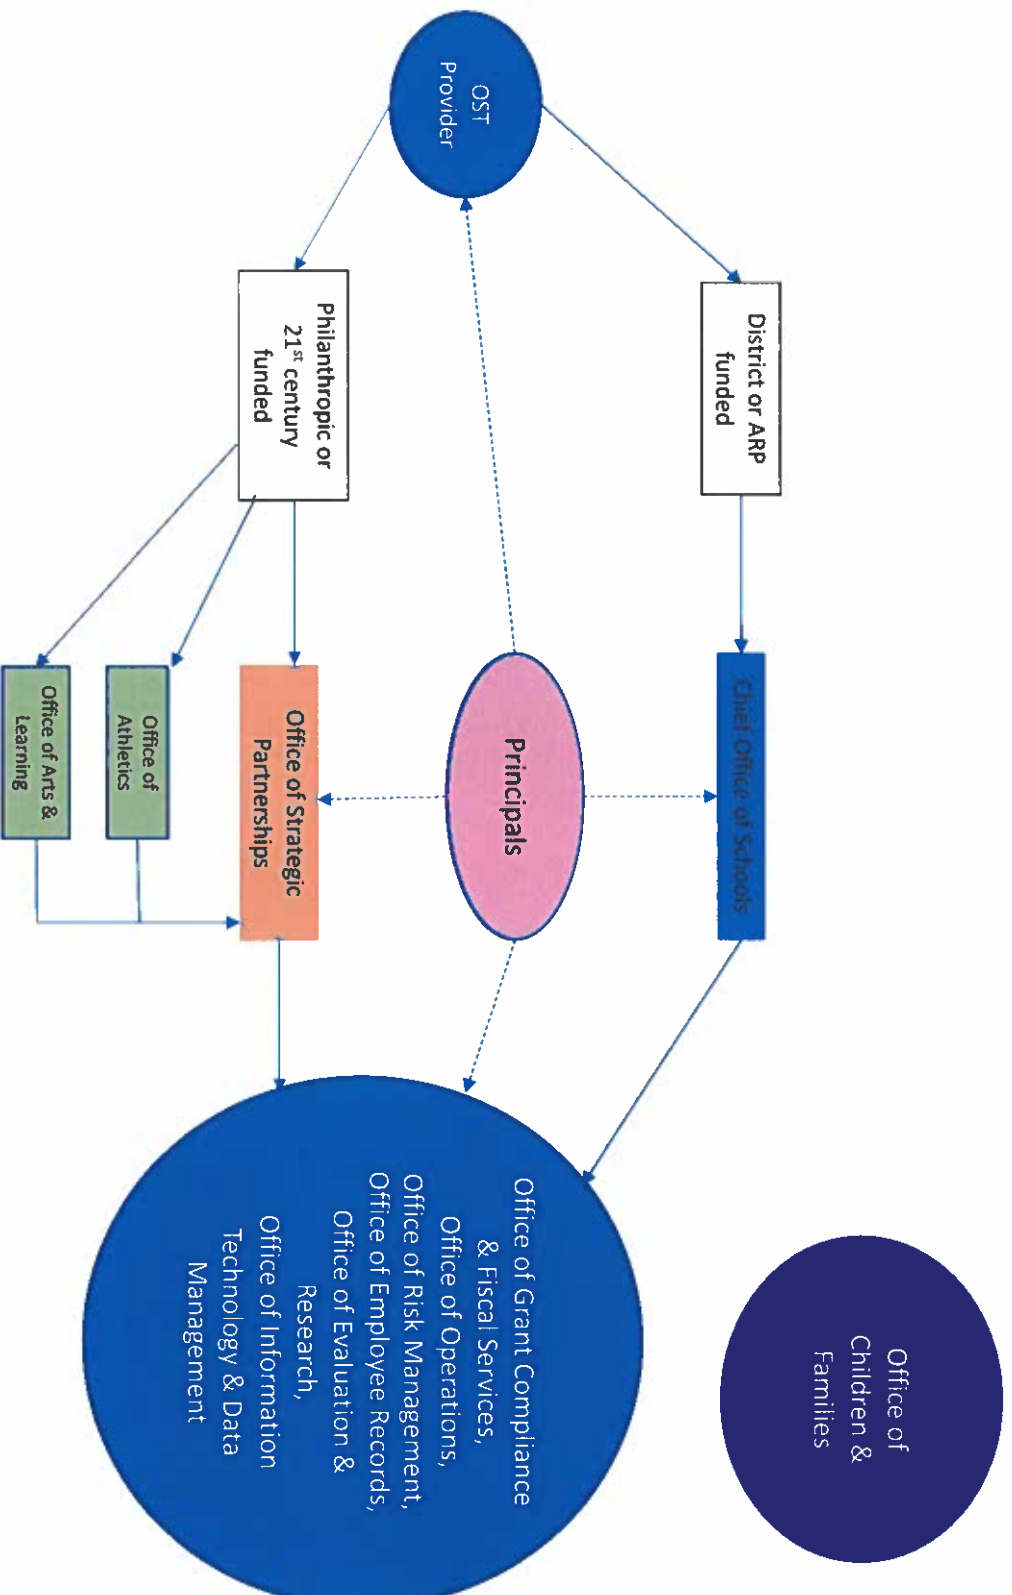 Office of
Children &
Families
OST
Provider
District or ARP
funded
Chief Office of Schools
Principals
Philanthropic or
21st century
funded
Office of Strategic
Partnerships
Office of
Athletics
Office of Arts &
Learning
Office of Grant Compliance
& Fiscal Services,
Office of Operations,
Office of Risk Management,
Office of Employee Records,
Office of Evaluation &
Research,
Office of Information
Technology & Data
Management